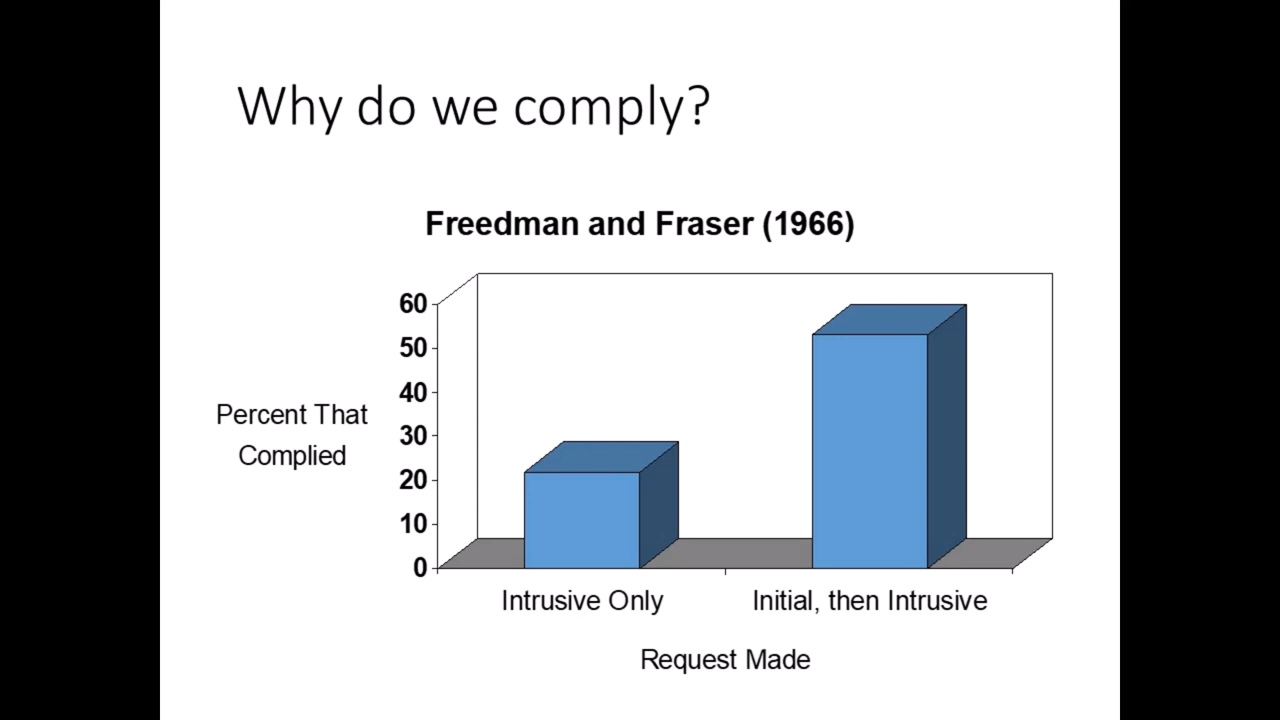 Why do we comply?
Freedman and Fraser (1966)
60
50
40
30
20
10
0
Percent That
Complied
Intrusive Only
Initial, then Intrusive
Request Made